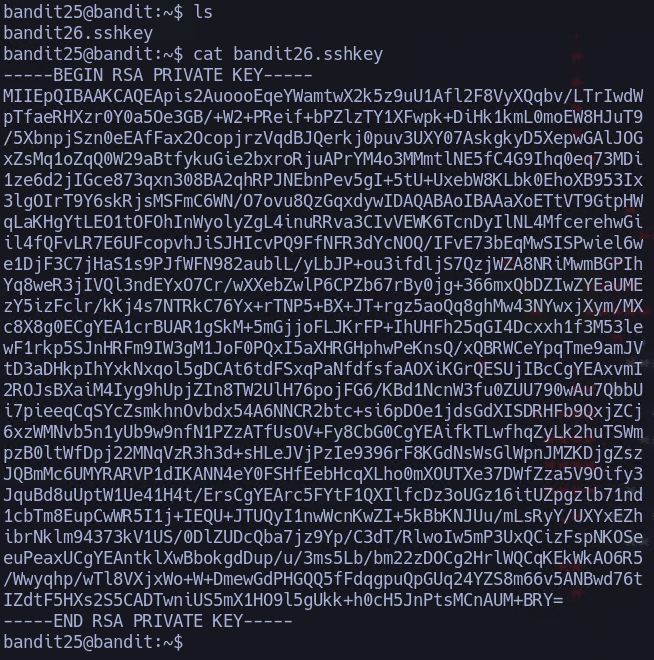 bandit25@bandit:~$ ls
bandit26.sshkey
bandit25@bandit:~$ cat bandit26.sshkey
-----BEGIN RSA PRIVATE KEY-----
MIIEpQIBAAKCAQEApis2AuoooEqeYWamtwX2k5z9uU1Afl2F8VyXQqbv/LTrIwdW
pTfaeRHXzr0Y0a5Oe3GB/+W2+PReif+bPZlzTY1XFwpk+DiHk1kmL0moEW8HJuT9
/5XbnpjSzn0eEAfFax2OcopjrzVqdBJQerkj0puv3UXY07AskgkyD5XepwGAlJOG
xZsMq1oZqQ0W29aBtfykuGie2bxroRjuAPrYM4o3MMmtlNE5fC4G9Ihq0eq73MDi
1ze6d2jIGce873qxn308BA2qhRPJNEbnPev5gI+5tU+UxebW8KLbk0EhoXB953Ix
3lgOIrT9Y6skRjsMSFmC6WN/O7ovu8QzGqxdywIDAQABAoIBAAaXoETtVT9GtpHW
qLaKHgYtLEO1tOFOhInWyolyZgL4inuRRva3CIvVEWK6TcnDyIlNL4MfcerehwGi
il4fQFvLR7E6UFcopvhJiSJHIcvPQ9FfNFR3dYcNOQ/IFvE73bEqMwSISPwiel6w
e1DjF3C7jHaS1s9PJfWFN982aublL/yLbJP+ou3ifdljS7QzjWZA8NRiMwmBGPIh
Yq8weR3jIVQl3ndEYxO7Cr/wXXebZwlP6CPZb67rBy0jg+366mxQbDZIwZYEaUME
zY5izFclr/kKj4s7NTRkC76Yx+rTNP5+BX+JT+rgz5aoQq8ghMw43NYwxjXym/MX
c8X8g0ECgYEA1crBUAR1gSkM+5mGjjoFLJKrFP+IhUHFh25qGI4Dcxxh1f3M53le
wF1rkp5SJnHRFm9IW3gM1JoF0PQxI5aXHRGHphwPeKnsQ/xQBRWCeYpqTme9amJV
tD3aDHkpIhYxkNxqol5gDCAt6tdFSxqPaNfdfsfaAOXiKGrQESUjIBcCgYEAxvmI
2ROJsBXaiM4Iyg9hUpjZIn8TW2UlH76pojFG6/KBd1NcnW3fu0ZUU790wAu7QbbU
i7pieeqCqSYcZsmkhnOvbdx54A6NNCR2btc+si6pDOe1jdsGdXISDRHFb9QxjZCj
6xzWMNvb5n1yUb9w9nfN1PZzATfUsOV+Fy8CbG0CgYEAifkTLwfhqZyLk2huTSWm
pzB0ltWfDpj22MNqVzR3h3d+sHLeJVjPzIe9396rF8KGdNsWsGlWpnJMZKDjgZsz
JQBmMc6UMYRARVP1dIKANN4eY0FSHfEebHcqXLho0mXOUTXe37DWfZza5V9Oify3
JquBd8uUptW1Ue41H4t/ErsCgYEArc5FYtF1QXIlfcDz3oUGz16itUZpgzlb71nd
1cbTm8EupCwWR5I1j+IEQU+JTUQyI1nwWcnKwZI+5kBbKNJUu/mLsRyY/UXYxEZh
ibrNklm94373kV1US/0DlZUDcQba7jz9Yp/C3dT/RlwoIw5mP3UxQCizFspNKOSe
euPeaxUCgYEAntklXwBbokgdDup/u/3ms5Lb/bm22zDOCg2HrlWQCqKEkWkAO6R5
/Wwyqhp/wTl8VXjxWo+W+DmewGdPHGQQ5fFdqgpuQpGUq24YZS8m66v5ANBwd76t
IZdtF5HXs2S5CADTwniUS5mX1HO9l5gUkk+h0cH5JnPtsMCnAUM+BRY=
-----END RSA PRIVATE KEY-----
bandit25@bandit:~$